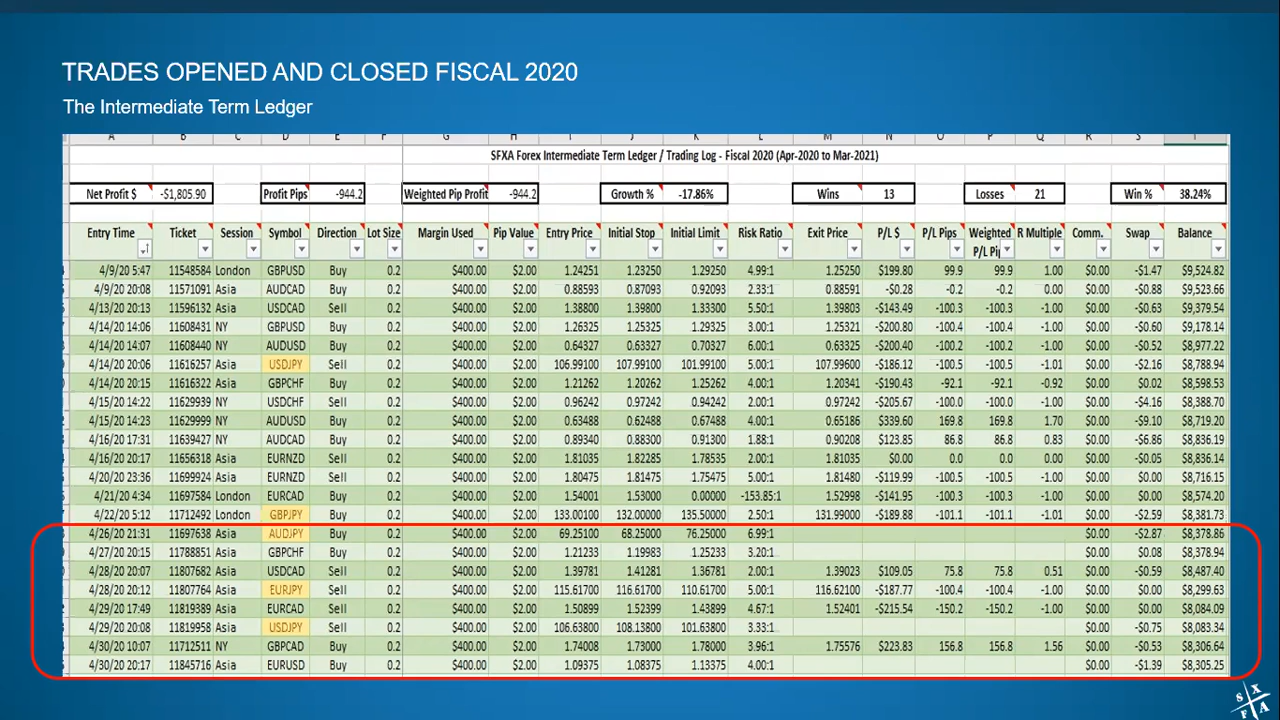 TRADES OPENED AND CLOSED FISCAL 2020
The Intermediate Term Ledger
A B C D E F G H I J K L M N O P Q R S T
SFXA Forex Intermediate Term Ledger / Trading Log - Fiscal 2020 (Apr-2020 to Mar-2021)
Net Profit $ -$1,805.90 Profit Pips -944.2 Weighted Pip Profit -944.2 Growth % -17.86% Wins 13 Losses 21 Win % 38.24%
Entry Time Ticket Session Symbol Direction Lot Size Margin Used Pip Value Entry Price Initial Stop Initial Limit Risk Ratio Exit Price P/L $ P/L Pips Weighted P/L Pip R Multiple Comm. Swap Balance
4/9/20 5:47 11548584 London GBPUSD Buy 0.2 $400.00 $2.00 1.24251 1.23250 1.29250 4.99:1 1.25250 $199.80 99.9 99.9 1.00 $0.00 -$1.47 $9,524.82
4/9/20 20:08 11571091 Asia AUDCAD Buy 0.2 $400.00 $2.00 0.88593 0.87093 0.92093 2.33:1 0.88591 -$0.28 -0.2 -0.2 0.00 $0.00 -$0.88 $9,523.66
4/13/20 20:13 11596132 Asia USDCAD Sell 0.2 $400.00 $2.00 1.38800 1.39800 1.33300 5.50:1 1.39803 -$143.49 -100.3 -100.3 -1.00 $0.00 -$0.63 $9,379.54
4/14/20 14:06 11608431 NY GBPUSD Buy 0.2 $400.00 $2.00 1.26325 1.25325 1.29325 3.00:1 1.25321 -$200.80 -100.4 -100.4 -1.00 $0.00 -$0.60 $9,178.14
4/14/20 14:07 11608440 NY AUDUSD Buy 0.2 $400.00 $2.00 0.64327 0.63327 0.70327 6.00:1 0.63325 -$200.40 -100.2 -100.2 -1.00 $0.00 -$0.52 $8,977.22
4/14/20 20:06 11616257 Asia USDJPY Sell 0.2 $400.00 $2.00 106.99100 107.99100 101.99100 5.00:1 107.99600 -$186.12 -100.5 -100.5 -1.01 $0.00 -$2.16 $8,788.94
4/14/20 20:15 11616322 Asia GBPCHF Buy 0.2 $400.00 $2.00 1.21262 1.20262 1.25262 4.00:1 1.20341 -$190.43 -92.1 -92.1 -0.92 $0.00 $0.02 $8,598.53
4/15/20 14:22 11629939 NY USDCHF Sell 0.2 $400.00 $2.00 0.96242 0.97242 0.94242 2.00:1 0.97242 -$205.67 -100.0 -100.0 -1.00 $0.00 -$4.16 $8,388.70
4/15/20 14:23 11629999 NY AUDUSD Buy 0.2 $400.00 $2.00 0.63488 0.62488 0.67488 4.00:1 0.65186 $339.60 169.8 169.8 1.70 $0.00 -$9.10 $8,719.20
4/16/20 17:31 11639427 NY AUDCAD Buy 0.2 $400.00 $2.00 0.89340 0.88300 0.91300 1.88:1 0.90208 $123.85 86.8 86.8 0.83 $0.00 -$6.86 $8,836.19
4/16/20 20:17 11656318 Asia EURNZD Sell 0.2 $400.00 $2.00 1.81035 1.82285 1.78535 2.00:1 1.81035 $0.00 0.0 0.0 0.00 $0.00 -$0.05 $8,836.14
4/20/20 23:36 11699924 Asia EURNZD Sell 0.2 $400.00 $2.00 1.80475 1.81475 1.75475 5.00:1 1.81480 -$119.99 -100.5 -100.5 -1.00 $0.00 $0.00 $8,716.15
4/21/20 4:34 11697584 London EURCAD Buy 0.2 $400.00 $2.00 1.54001 1.53000 0.00000 -153.85:1 1.52998 -$141.95 -100.3 -100.3 -1.00 $0.00 $0.00 $8,574.20
4/22/20 5:12 11712492 London GBPJPY Buy 0.2 $400.00 $2.00 133.00100 132.00000 135.50000 2.50:1 131.99000 -$189.88 -101.1 -101.1 -1.01 $0.00 -$2.59 $8,381.73
4/26/20 21:31 11697638 Asia AUDJPY Buy 0.2 $400.00 $2.00 69.25100 68.25000 76.25000 6.99:1 $0.00 -$2.87 $8,378.86
4/27/20 20:15 11788851 Asia GBPCHF Buy 0.2 $400.00 $2.00 1.21233 1.19983 1.25233 3.20:1 $0.00 $0.08 $8,378.94
4/28/20 20:07 11807682 Asia USDCAD Sell 0.2 $400.00 $2.00 1.39781 1.41281 1.36781 2.00:1 1.39023 $109.05 75.8 75.8 0.51 $0.00 -$0.59 $8,487.40
4/28/20 20:12 11807764 Asia EURJPY Sell 0.2 $400.00 $2.00 115.61700 116.61700 110.61700 5.00:1 116.62100 -$187.77 -100.4 -100.4 -1.00 $0.00 $0.00 $8,299.63
4/29/20 17:49 11819389 Asia EURCAD Sell 0.2 $400.00 $2.00 1.50899 1.52399 1.43899 4.67:1 1.52401 -$215.54 -150.2 -150.2 -1.00 $0.00 $0.00 $8,084.09
4/29/20 20:08 11819958 Asia USDJPY Sell 0.2 $400.00 $2.00 106.63800 108.13800 101.63800 3.33:1 $0.00 -$0.75 $8,083.34
4/30/20 10:07 11712511 NY GBPCAD Buy 0.2 $400.00 $2.00 1.74008 1.73000 1.78000 3.96:1 1.75576 $223.83 156.8 156.8 1.56 $0.00 -$0.53 $8,306.64
4/30/20 20:17 11845716 Asia EURUSD Buy 0.2 $400.00 $2.00 1.09375 1.08375 1.13375 4.00:1 $0.00 -$1.39 $8,305.25
S X F A